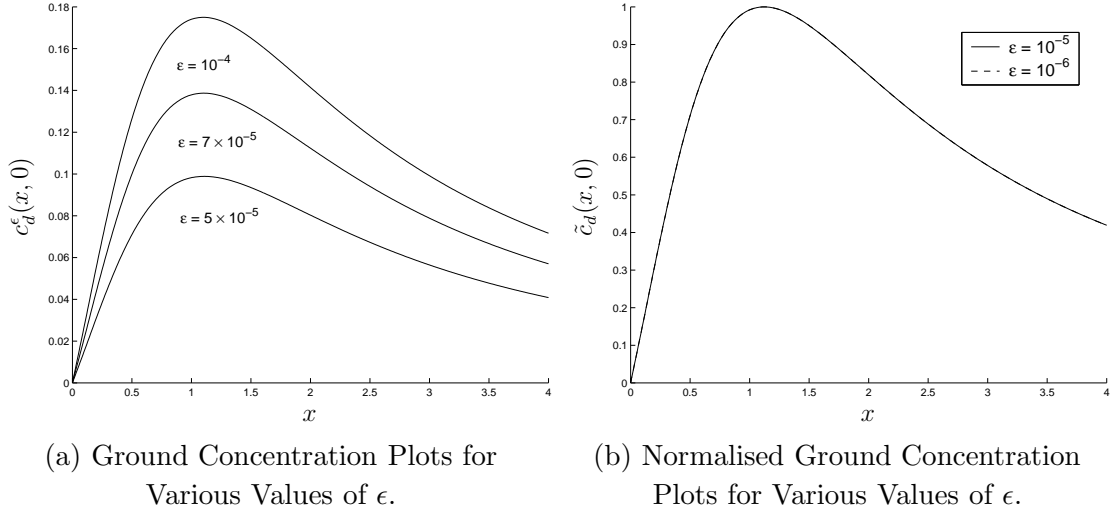 0.18
0.16
0.14
0.12
0.1
0.08
0.06
0.04
0.02
0
c_d^ϵ(x, 0)
ε = 10^−4
ε = 7 × 10^−5
ε = 5 × 10^−5
0 0.5 1 1.5 2 2.5 3 3.5 4
x
(a) Ground Concentration Plots for
Various Values of ϵ.
1
0.9
0.8
0.7
0.6
0.5
0.4
0.3
0.2
0.1
0
c̃_d(x, 0)
ε = 10^−5
ε = 10^−6
0 0.5 1 1.5 2 2.5 3 3.5 4
x
(b) Normalised Ground Concentration
Plots for Various Values of ϵ.